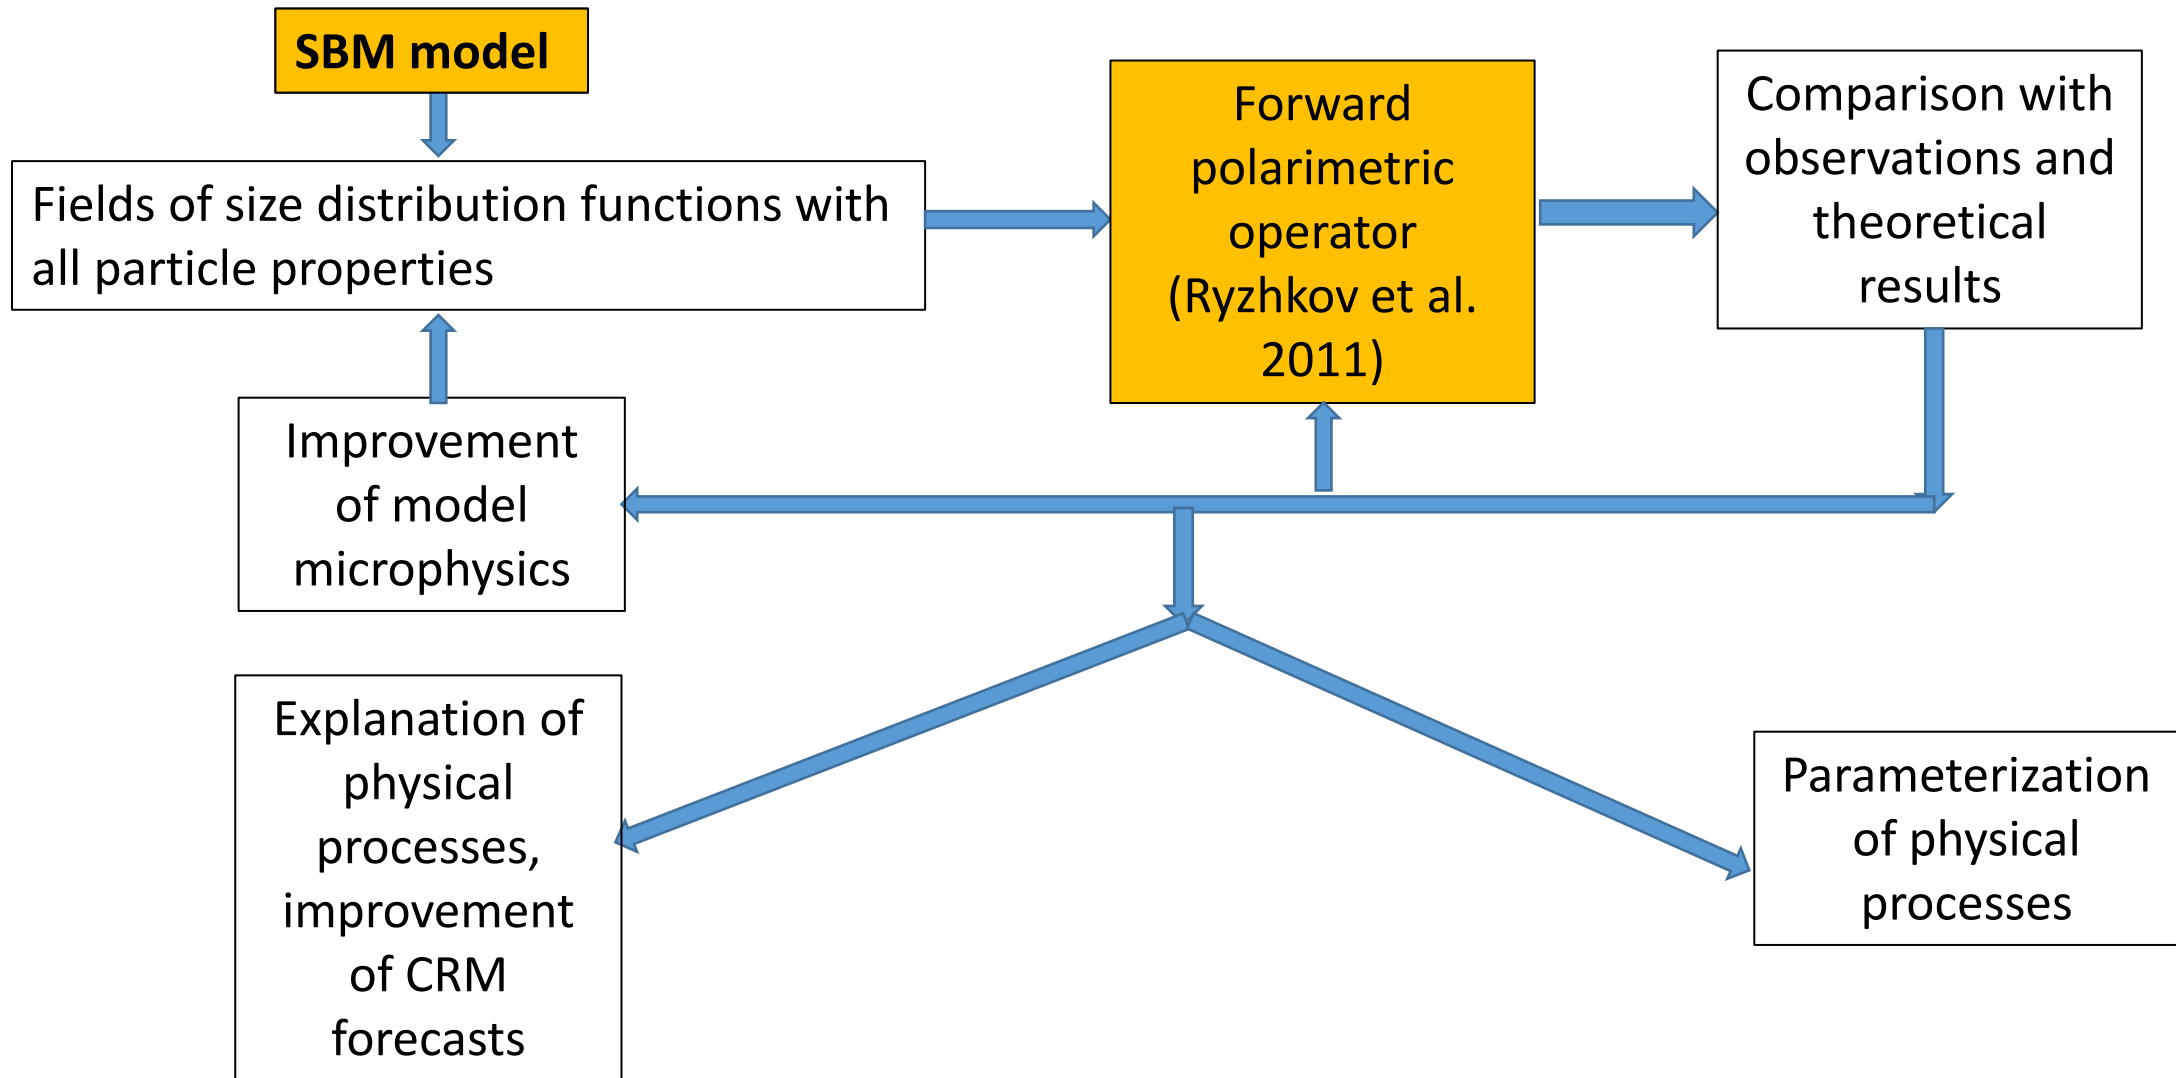 SBM model
Fields of size distribution functions with
all particle properties
Forward
polarimetric
operator
(Ryzhkov et al.
2011)
Comparison with
observations and
theoretical
results
Improvement
of model
microphysics
Explanation of
physical
processes,
improvement
of CRM
forecasts
Parameterization
of physical
processes